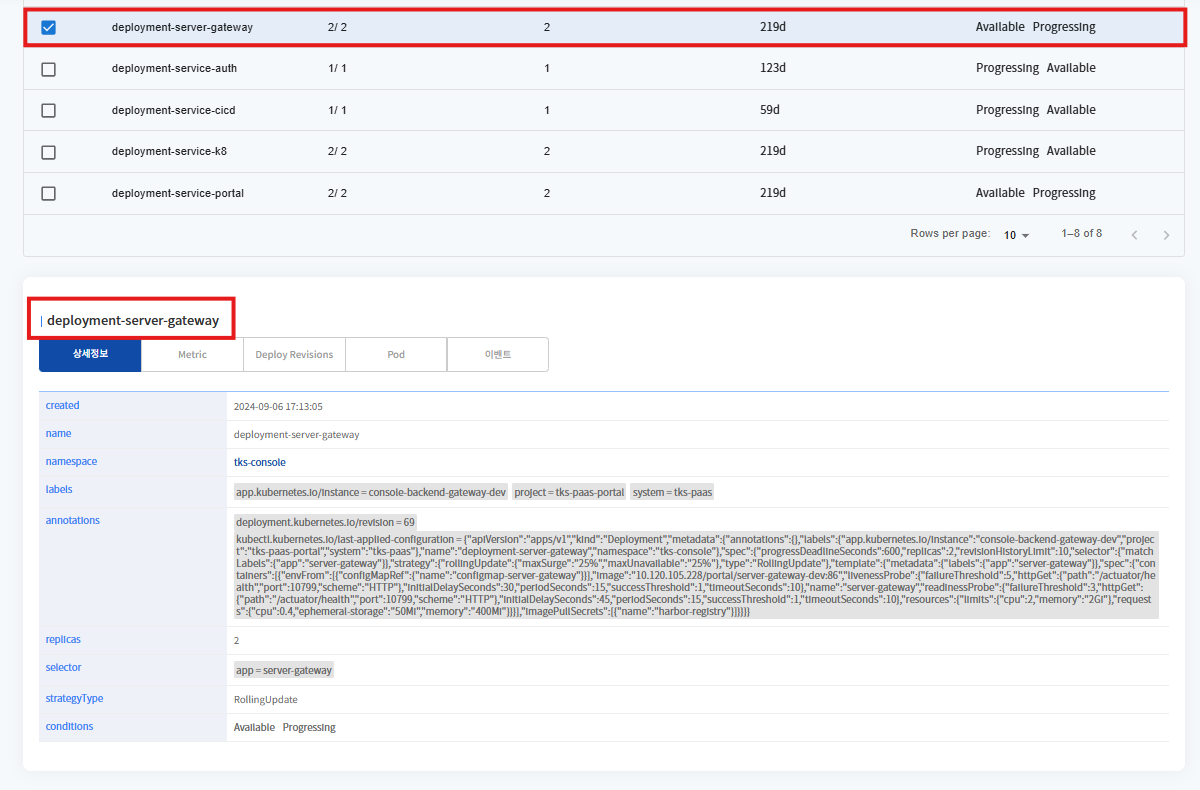 deployment-server-gateway 2/ 2 2 219d Available Progressing
deployment-service-auth 1/ 1 1 123d Progressing Available
deployment-service-cicd 1/ 1 1 59d Progressing Available
deployment-service-k8 2/ 2 2 219d Progressing Available
deployment-service-portal 2/ 2 2 219d Available Progressing
Rows per page: 10 1–8 of 8
| deployment-server-gateway
상세정보 Metric Deploy Revisions Pod 이벤트
created 2024-09-06 17:13:05
name deployment-server-gateway
namespace tks-console
labels app.kubernetes.io/instance = console-backend-gateway-dev project = tks-paas-portal system = tks-paas
annotations deployment.kubernetes.io/revision = 69
kubectl.kubernetes.io/last-applied-configuration = {"apiVersion":"apps/v1","kind":"Deployment","metadata":{"annotations":{},"labels":{"app.kubernetes.io/instance":"console-backend-gateway-dev","projec
t":"tks-paas-portal","system":"tks-paas"},"name":"deployment-server-gateway","namespace":"tks-console"},"spec":{"progressDeadlineSeconds":600,"replicas":2,"revisionHistoryLimit":10,"selector":{"match
Labels":{"app":"server-gateway"}},"strategy":{"rollingUpdate":{"maxSurge":"25%","maxUnavailable":"25%"},"type":"RollingUpdate"},"template":{"metadata":{"labels":{"app":"server-gateway"}},"spec":{"con
tainers":[{"envFrom":[{"configMapRef":{"name":"configmap-server-gateway"}}],"image":"10.120.105.228/portal/server-gateway-dev:86","livenessProbe":{"failureThreshold":5,"httpGet":{"path":"/actuator/he
alth","port":10799,"scheme":"HTTP"},"initialDelaySeconds":30,"periodSeconds":15,"successThreshold":1,"timeoutSeconds":10},"name":"server-gateway","readinessProbe":{"failureThreshold":3,"httpGet":
{"path":"/actuator/health","port":10799,"scheme":"HTTP"},"initialDelaySeconds":45,"periodSeconds":15,"successThreshold":1,"timeoutSeconds":10},"resources":{"limits":{"cpu":2,"memory":"2Gi"},"request
s":{"cpu":0.4,"ephemeral-storage":"50Mi","memory":"400Mi"}}}],"imagePullSecrets":[{"name":"harbor-registry"}]}}}}
replicas 2
selector app = server-gateway
strategyType RollingUpdate
conditions Available Progressing